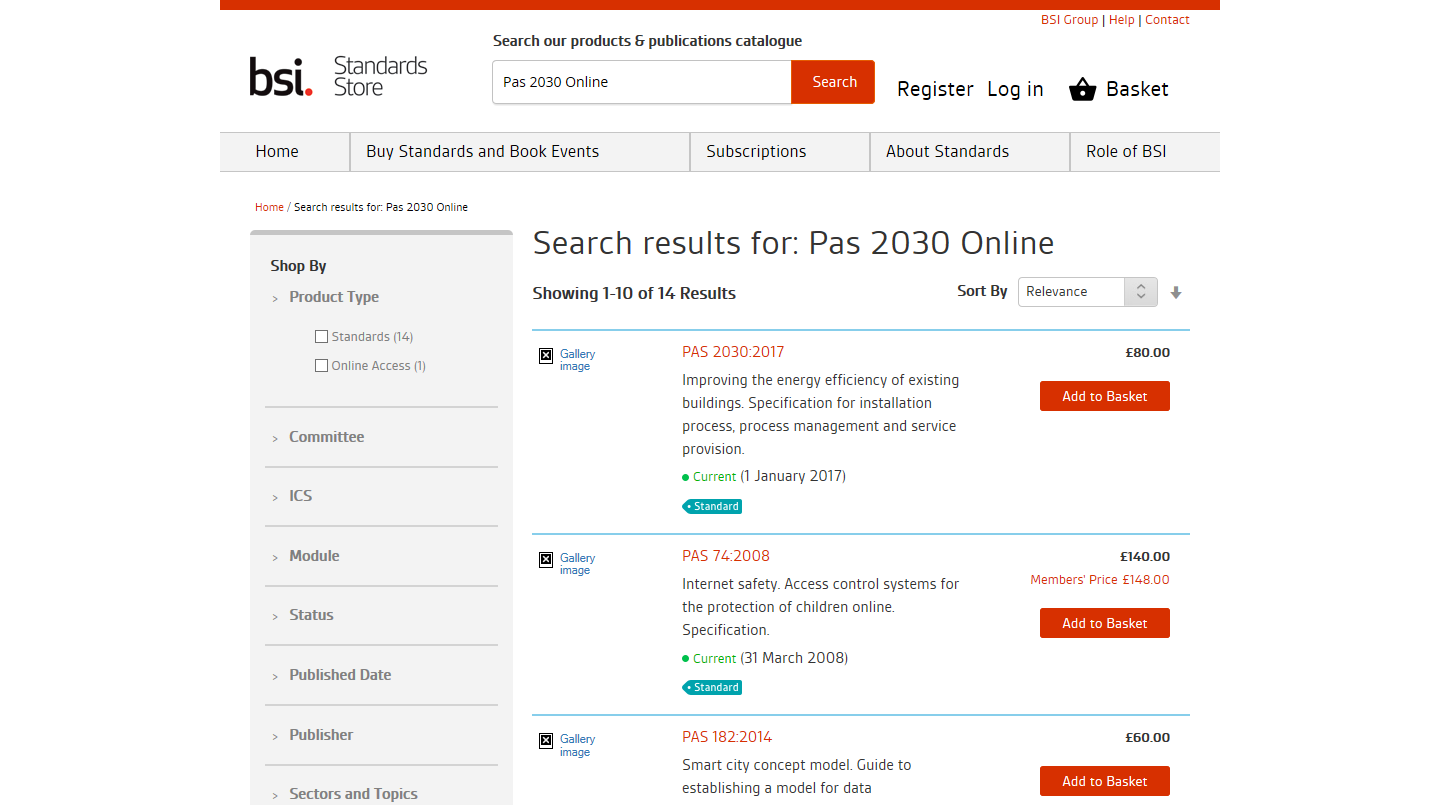 BSI Group | Help | Contact
Search our products & publications catalogue
bsi.
Standards
Store
Pas 2030 Online
Search
Register
Log in
Basket
Home
Buy Standards and Book Events
Subscriptions
About Standards
Role of BSI
Home / Search results for: Pas 2030 Online
Shop By
Product Type
Standards (14)
Online Access (1)
Committee
ICS
Module
Status
Published Date
Publisher
Sectors and Topics
Search results for: Pas 2030 Online
Showing 1-10 of 14 Results
Sort By
Relevance
Gallery
image
PAS 2030:2017
£80.00
Improving the energy efficiency of existing
buildings. Specification for installation
process, process management and service
provision.
Add to Basket
Current (1 January 2017)
Standard
Gallery
image
PAS 74:2008
£140.00
Members' Price £148.00
Internet safety. Access control systems for
the protection of children online.
Specification.
Add to Basket
Current (31 March 2008)
Standard
Gallery
image
PAS 182:2014
£60.00
Smart city concept model. Guide to
establishing a model for data
Add to Basket